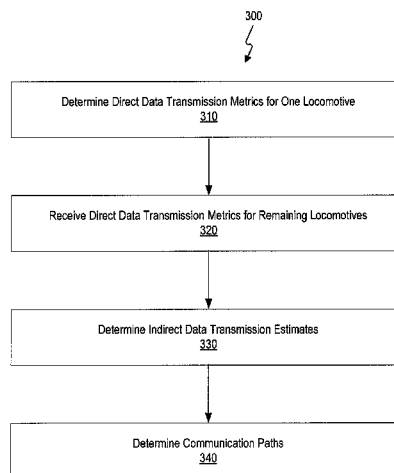 300
Determine Direct Data Transmission Metrics for One Locomotive
310
Receive Direct Data Transmission Metrics for Remaining Locomotives
320
Determine Indirect Data Transmission Estimates
330
Determine Communication Paths
340